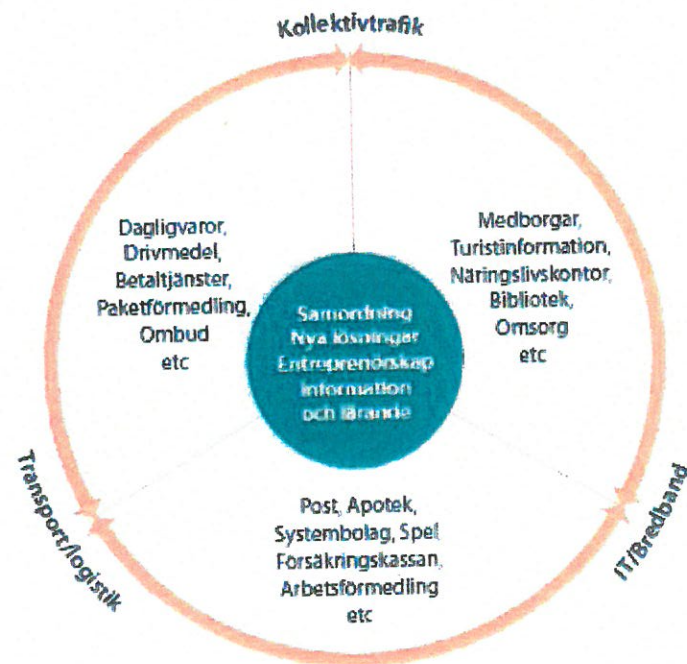 Kollektivtrafik
Dagligvaror,
Drivmedel,
Betaltjänster,
Paketförmedling,
Ombud
etc
Medborgar,
Turistinformation,
Näringslivskontor,
Bibliotek,
Omsorg
etc
Samordning
Nya lösningar
Entreprenörskap
Information
och lärande
Post, Apotek,
Systembolag, Spel
Försäkringskassan,
Arbetsförmedling
etc
Transport/logistik
IT/Bredband